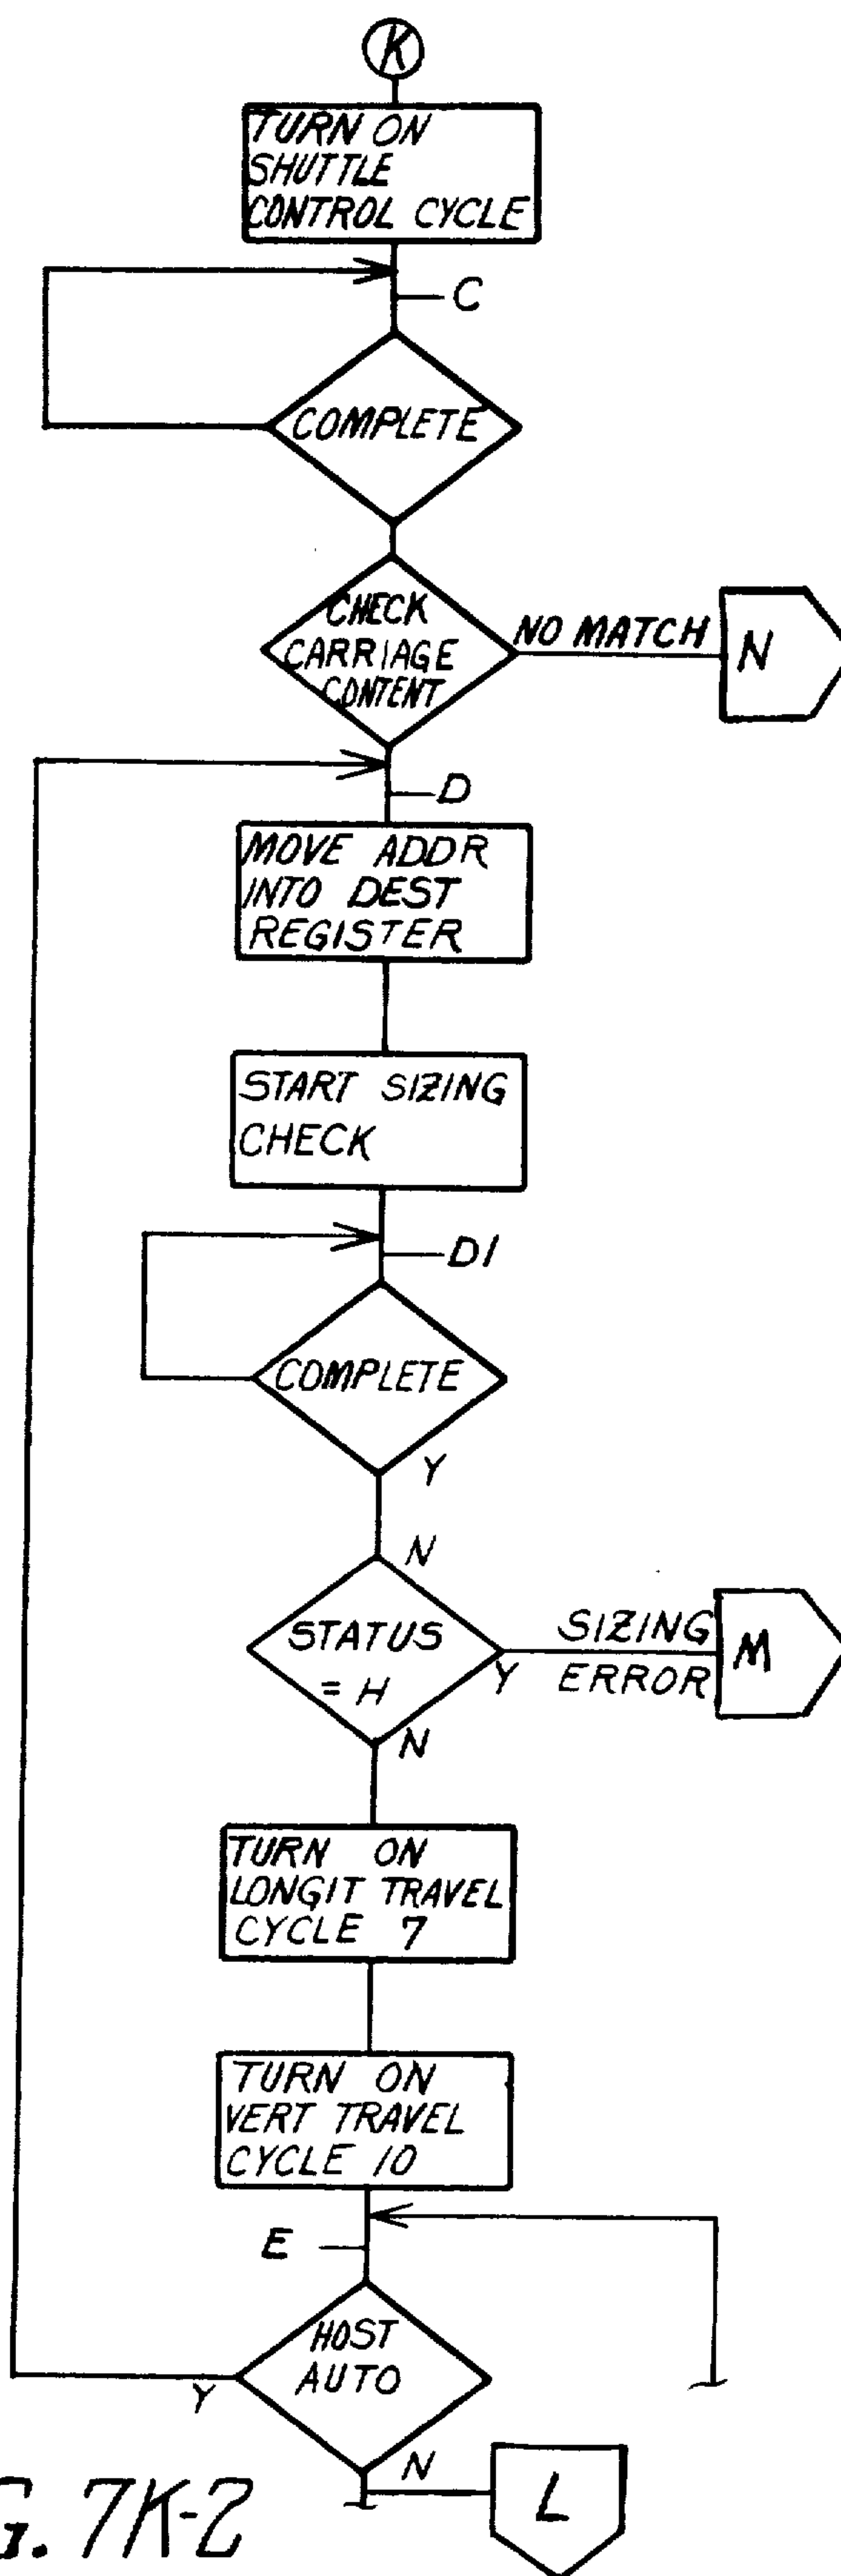 K
TURN ON
SHUTTLE
CONTROL CYCLE
C
COMPLETE
CHECK
CARRIAGE
CONTENT
NO MATCH
N
D
MOVE ADDR
INTO DEST
REGISTER
START SIZING
CHECK
D1
COMPLETE
Y
N
STATUS
= H
Y
SIZING
ERROR
M
N
TURN ON
LONGIT TRAVEL
CYCLE 7
TURN ON
VERT TRAVEL
CYCLE 10
E
HOST
AUTO
Y
N
L
G. 7K-2